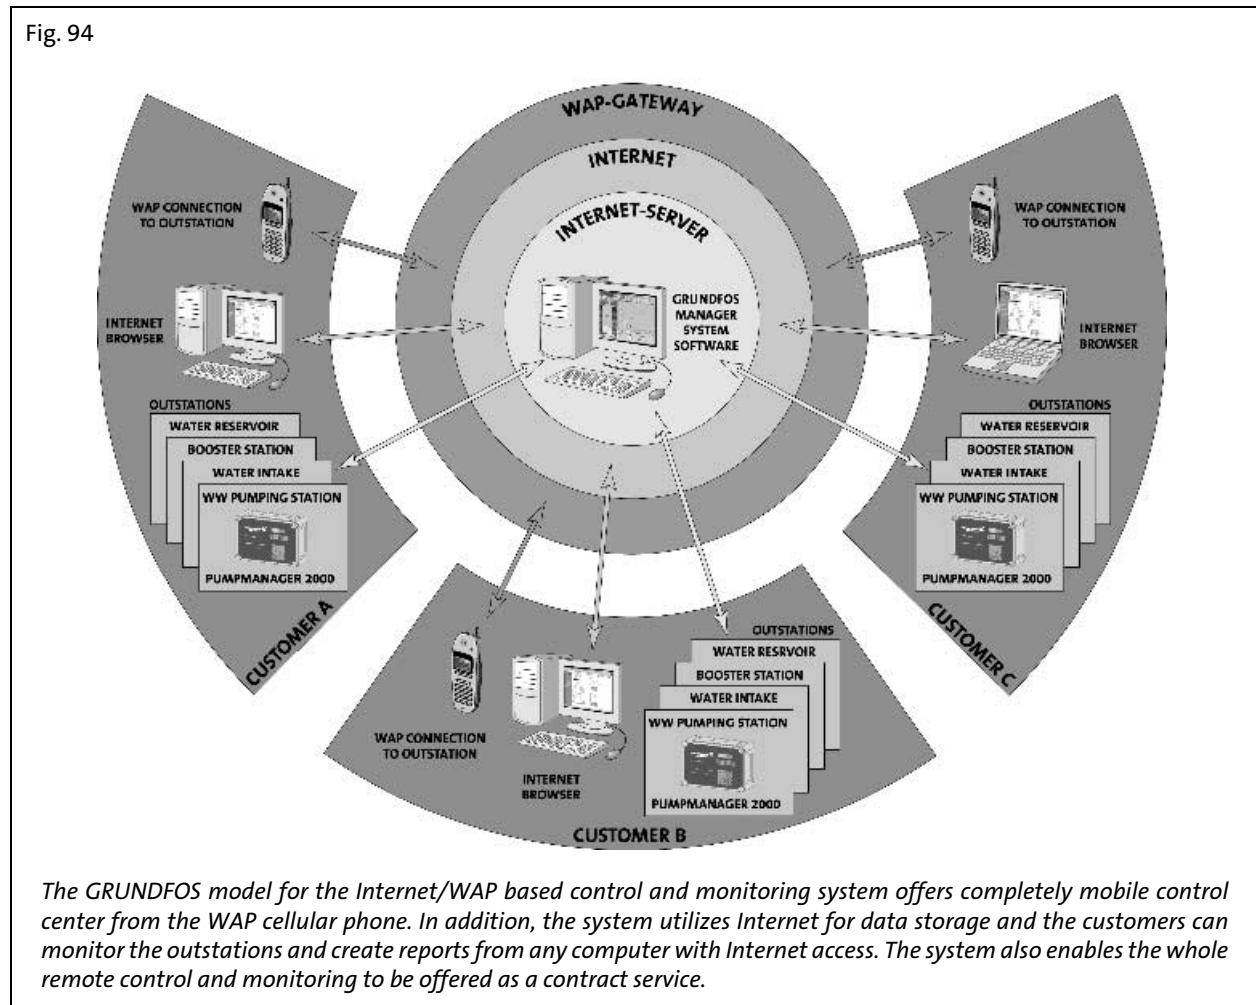 Fig. 94
WAP-GATEWAY
INTERNET
INTERNET-SERVER
GRUNDFOS
MANAGER
SYSTEM
SOFTWARE
WAP CONNECTION
TO OUTSTATION
INTERNET
BROWSER
OUTSTATIONS
WATER RESERVOIR
BOOSTER STATION
WATER INTAKE
WW PUMPING STATION
PUMPMANAGER 2000
CUSTOMER A
WAP CONNECTION
TO OUTSTATION
INTERNET
BROWSER
OUTSTATIONS
WATER RESRVOIR
BOOSTER STATION
WATER INTAKE
WW PUMPING STATION
PUMPMANAGER 2000
CUSTOMER B
WAP CONNECTION
TO OUTSTATION
INTERNET
BROWSER
OUTSTATIONS
WATER RESERVOIR
BOOSTER STATION
WATER INTAKE
WW PUMPING STATION
PUMPMANAGER 2000
CUSTOMER C
The GRUNDFOS model for the Internet/WAP based control and monitoring system offers completely mobile control
center from the WAP cellular phone. In addition, the system utilizes Internet for data storage and the customers can
monitor the outstations and create reports from any computer with Internet access. The system also enables the whole
remote control and monitoring to be offered as a contract service.